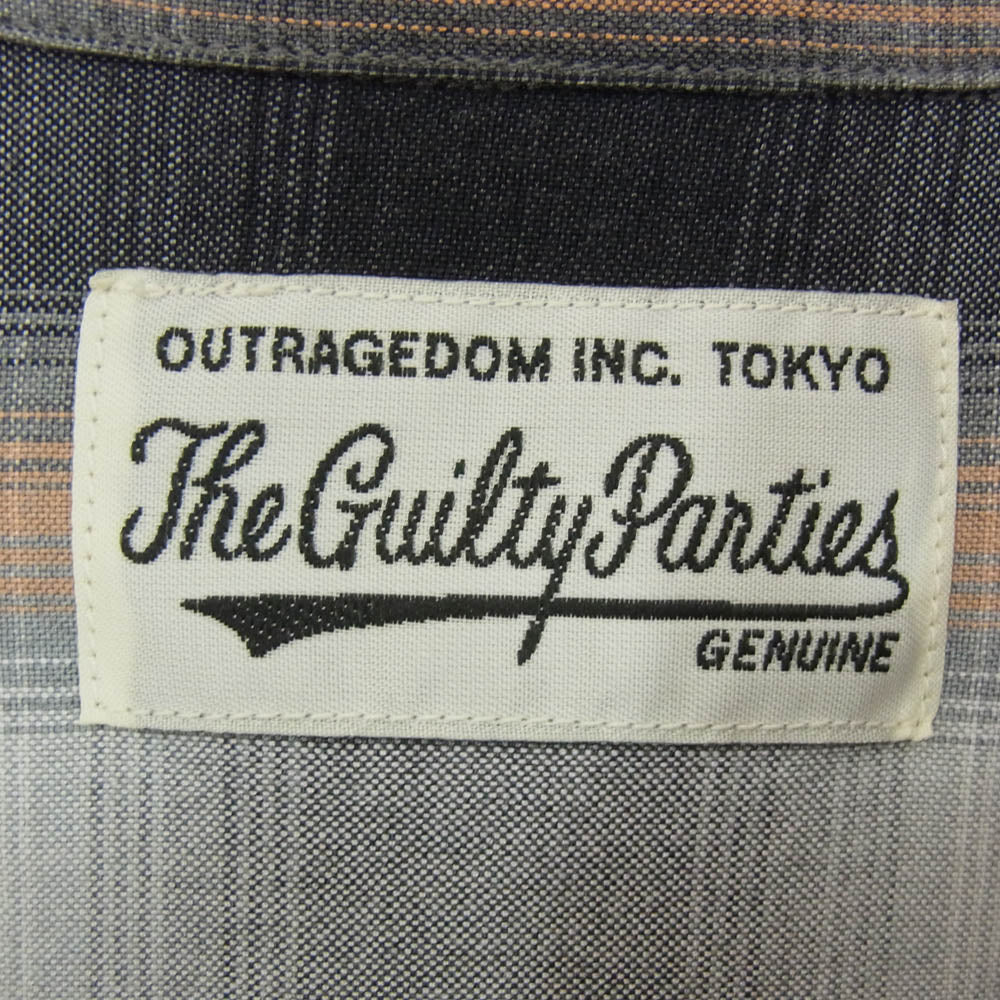 OUTRAGEDOM INC. TOKYO
The Guilty Parties
GENUINE